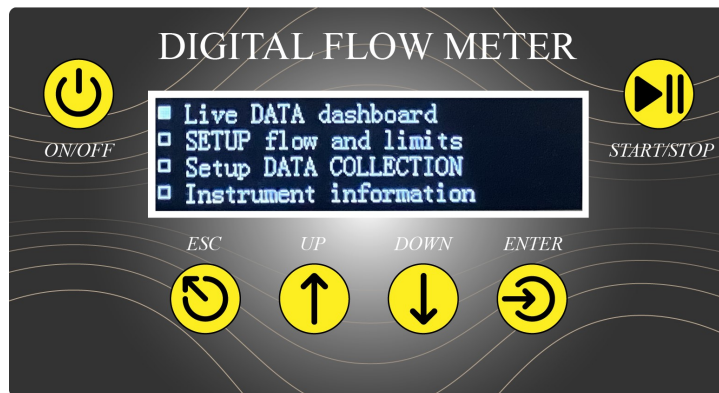 DIGITAL FLOW METER
ON/OFF
Live DATA dashboard
SETUP flow and limits
Setup DATA COLLECTION
Instrument information
START/STOP
ESC UP DOWN ENTER